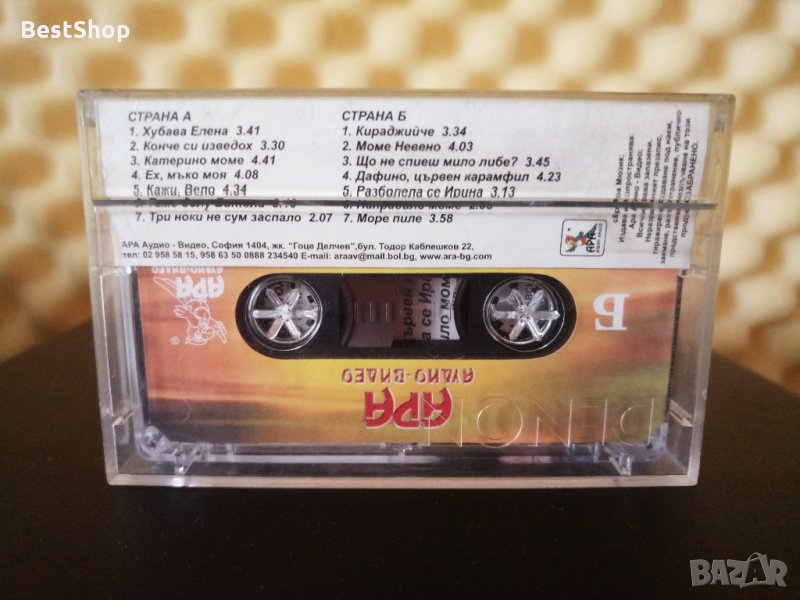 BestShop
СТРАНА А
1. Хубава Елена 3.41
2. Конче си изведох 3.30
3. Катерино моме 4.41
4. Ех, мъко моя 4.08
5. Кажи, Вело 4.34
7. Три ноки не сум заспало 2.07
СТРАНА Б
1. Кираджийче 3.34
2. Моме Невено 4.03
3. Що не спиеш мило либе? 3.45
4. Дафино, цървен карамфил 4.23
5. Разболела се Ирина 3.13
7. Море пиле 3.58
АРА Аудио - Видео, София 1404, жк. "Гоце Делчев",бул. Тодор Каблешков 22,
тел: 02 958 58 15, 958 63 50 0888 234540 E-mail: araav@mail.bol.bg, www.ara-bg.com
АРА
АУДИО-ВИДЕО
®
Б
АРА
АУДИО-ВИДЕО
DENON
BAZAR